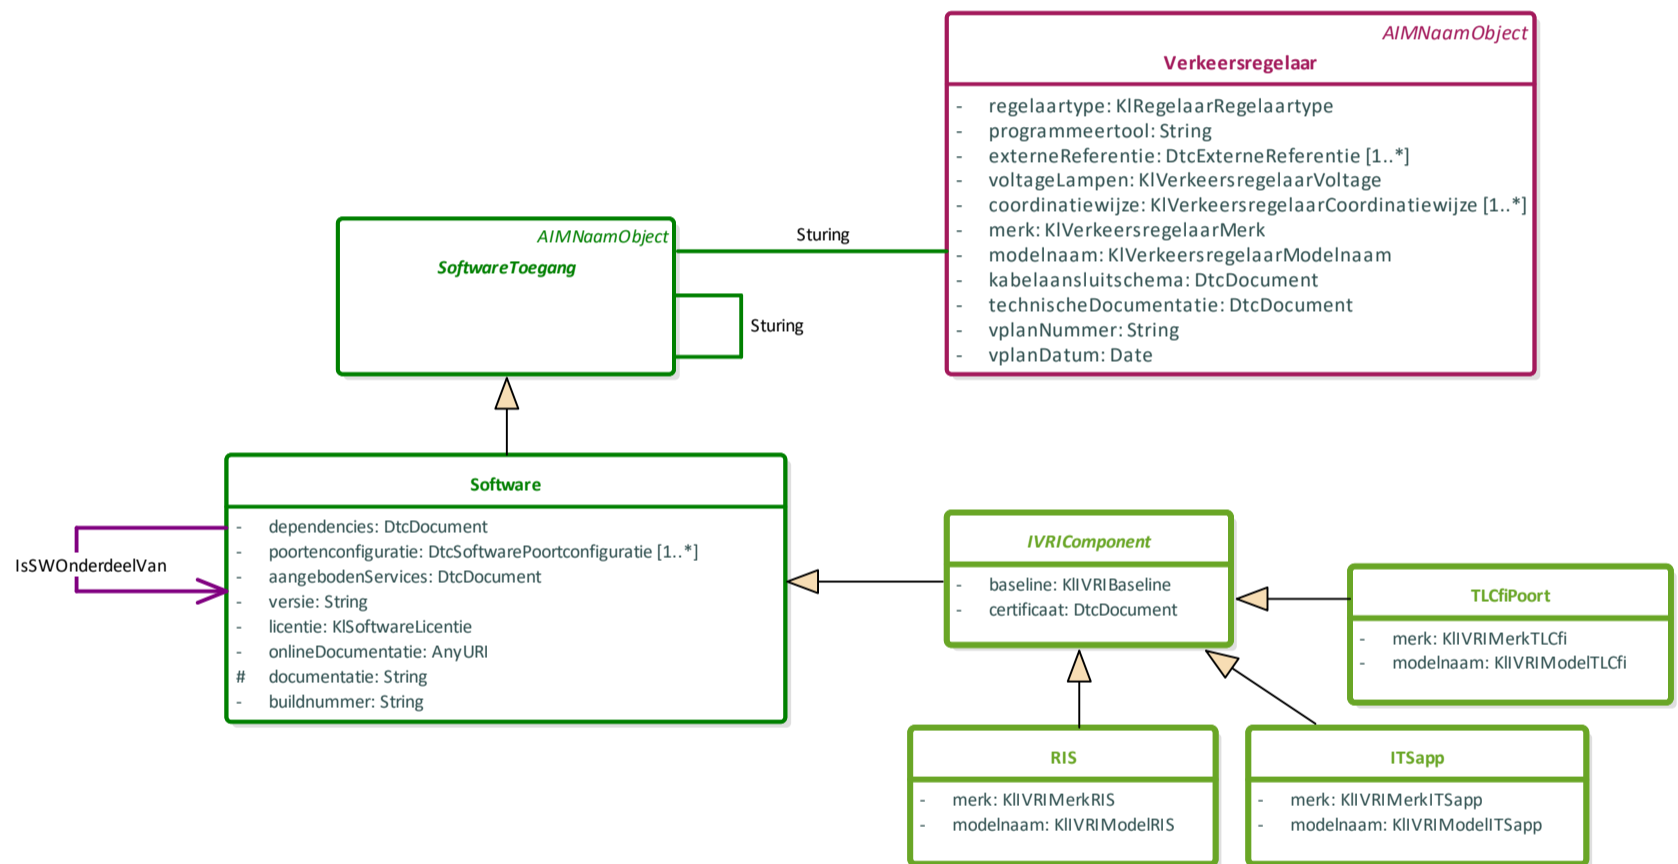 AIMNaamObject
Verkeersregelaar
- regelaartype: KlRegelaarRegelaartype
- programmeertool: String
- externeReferentie: DtcExterneReferentie [1..*]
- voltageLampen: KlVerkeersregelaarVoltage
- coordinatiewijze: KlVerkeersregelaarCoordinatiewijze [1..*]
- merk: KlVerkeersregelaarMerk
- modelnaam: KlVerkeersregelaarModelnaam
- kabelaansluitschema: DtcDocument
- technischeDocumentatie: DtcDocument
- vplanNummer: String
- vplanDatum: Date
AIMNaamObject
SoftwareToegang
Sturing
Sturing
Software
- dependencies: DtcDocument
- poortenconfiguratie: DtcSoftwarePoortconfiguratie [1..*]
- aangebodenServices: DtcDocument
- versie: String
- licentie: KlSoftwareLicentie
- onlineDocumentatie: AnyURI
# documentatie: String
- buildnummer: String
IsSWOnderdeelVan
IVRIComponent
- baseline: KlIVRIBaseline
- certificaat: DtcDocument
TLCfiPoort
- merk: KlIVRIMerkTLCfi
- modelnaam: KlIVRIModelTLCfi
RIS
- merk: KlIVRIMerkRIS
- modelnaam: KlIVRIModelRIS
ITSapp
- merk: KlIVRIMerkITSapp
- modelnaam: KlIVRIModelITSapp